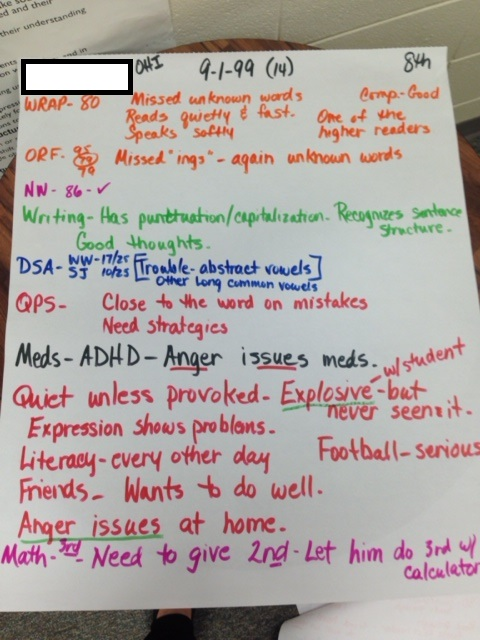 nd their
their understanding
OHI 9-1-99 (14) 8th
WRAP- 80 Missed unknown words Comp.-Good
Reads quietly & fast. One of the
Speaks softly higher readers
ORF- 95 79 99 Missed "ings"- again unknown words
NW- 86-✓
Writing- Has punctuation/capitalization. Recognizes sentence
structure.
Good thoughts.
DSA- WW-17/25 [Trouble- abstract vowels]
SJ 10/25 Other Long common vowels
QPS- Close to the word on mistakes
Need strategies
Meds- ADHD- Anger issues meds.
w/student
Quiet unless provoked- Explosive-but
never seen it.
Expression shows problems.
Literacy-every other day Football-serious
Friends- Wants to do well.
Anger issues at home.
Math-3rd- Need to give 2nd- Let him do 3rd w/
calculator